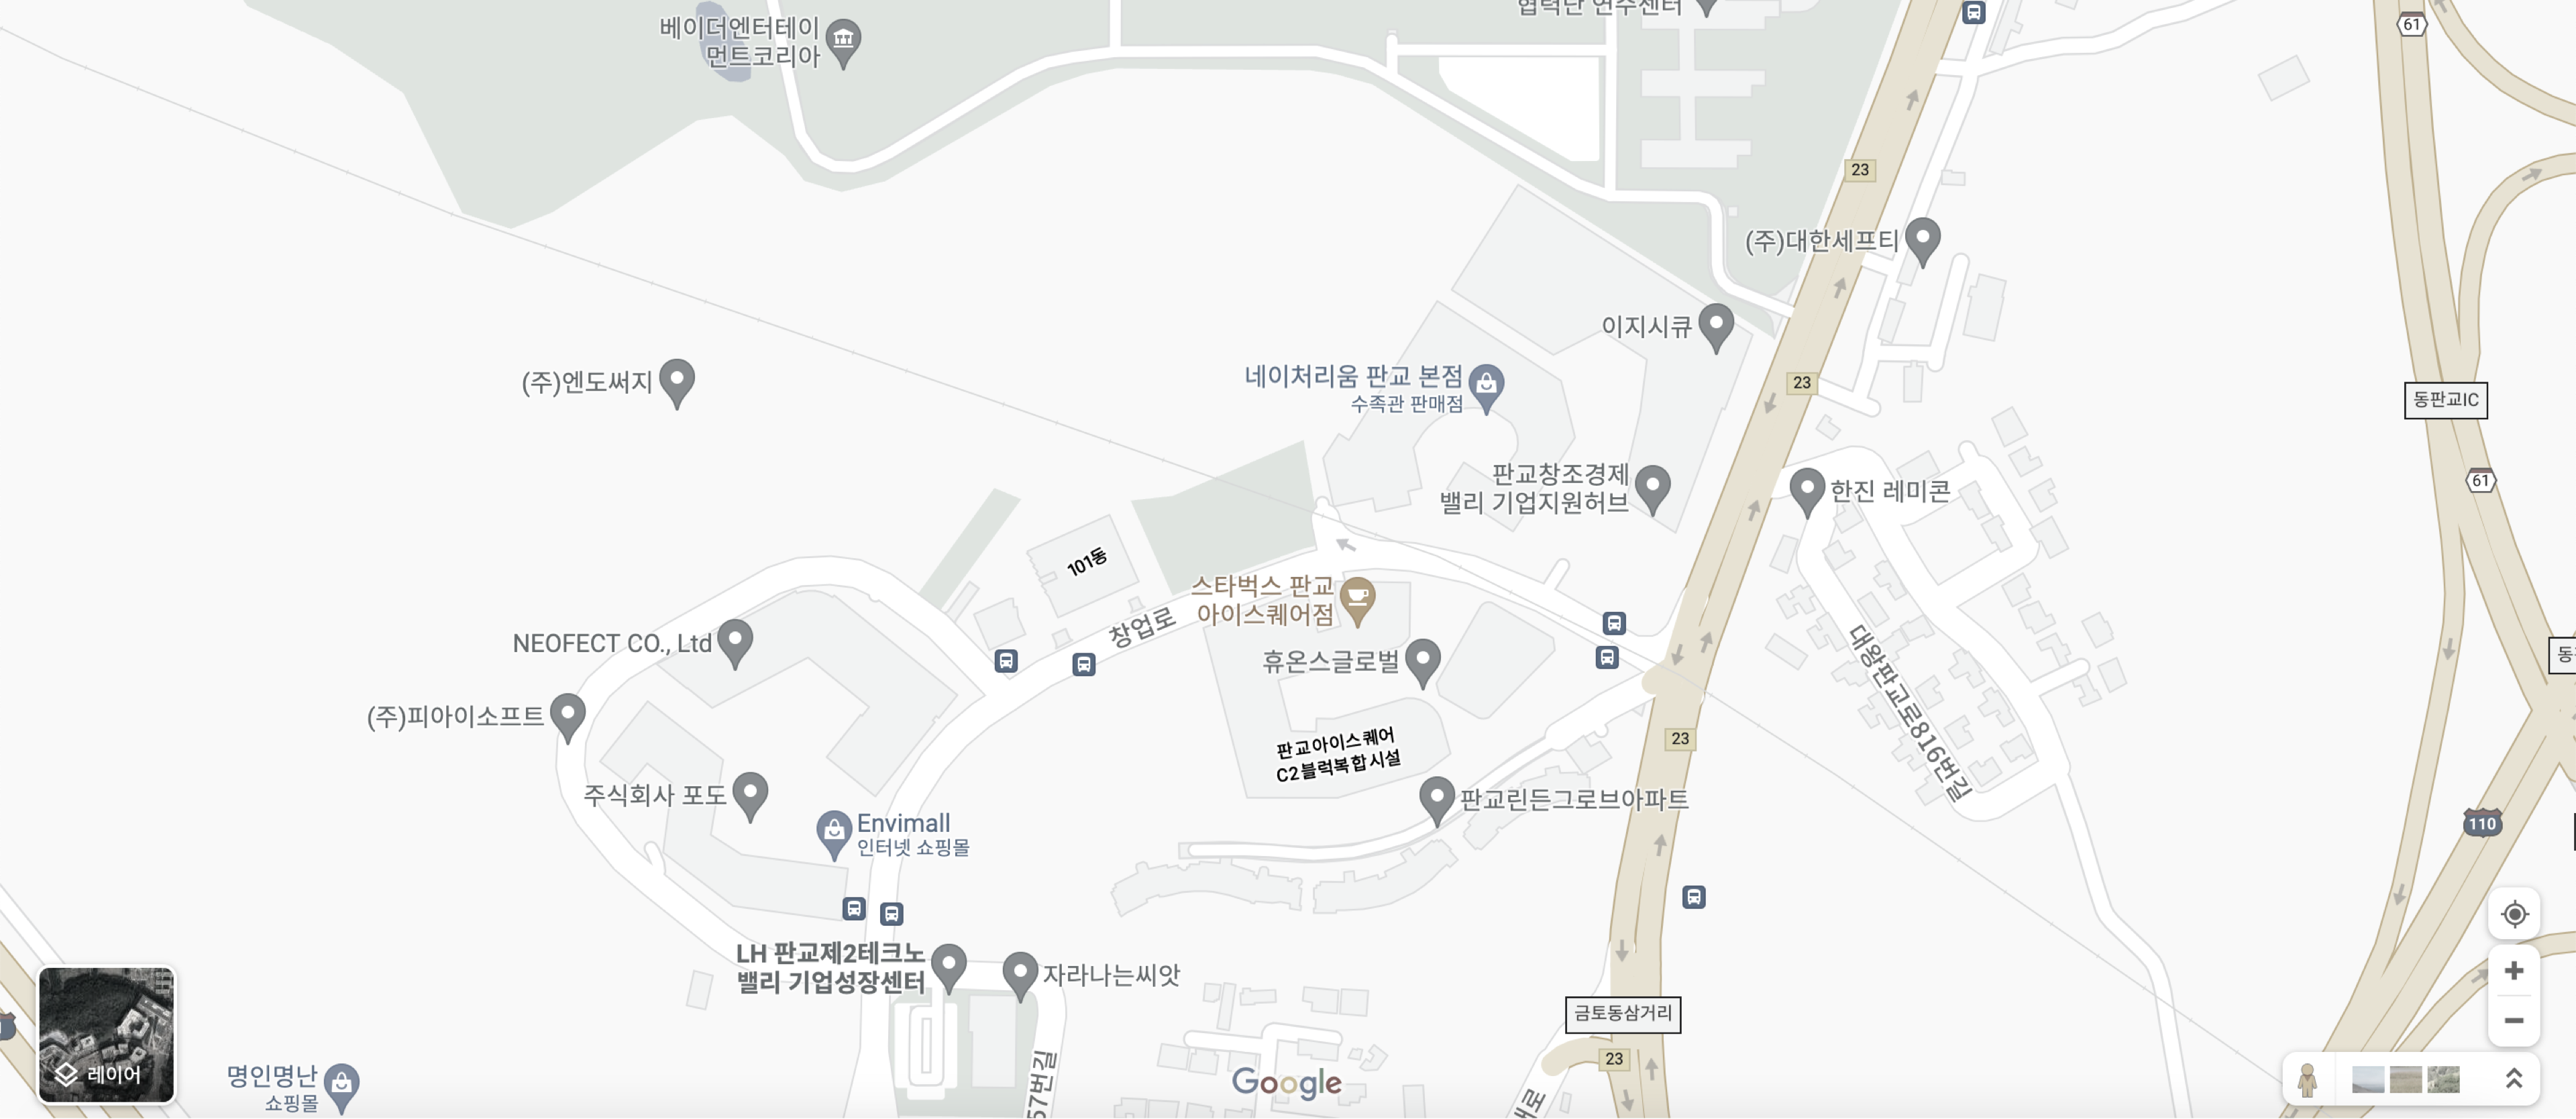 협력단 연수센터
베이더엔터테이
먼트코리아
61
23
(주)대한세프티
이지시큐
(주)엔도써지
네이처리움 판교 본점
수족관 판매점
23
동판교IC
판교창조경제
밸리 기업지원허브
한진 레미콘
61
101동
스타벅스 판교
아이스퀘어점
창업로
NEOFECT CO., Ltd
휴온스글로벌
동
대왕판교로816번길
(주)피아이소프트
판교아이스퀘어
C2블럭복합시설
23
주식회사 포도
판교린든그로브아파트
Envimall
인터넷 쇼핑몰
110
LH 판교제2테크노
밸리 기업성장센터
자라나는씨앗
금토동삼거리
23
57번길
레이어
명인명난
쇼핑몰
Google